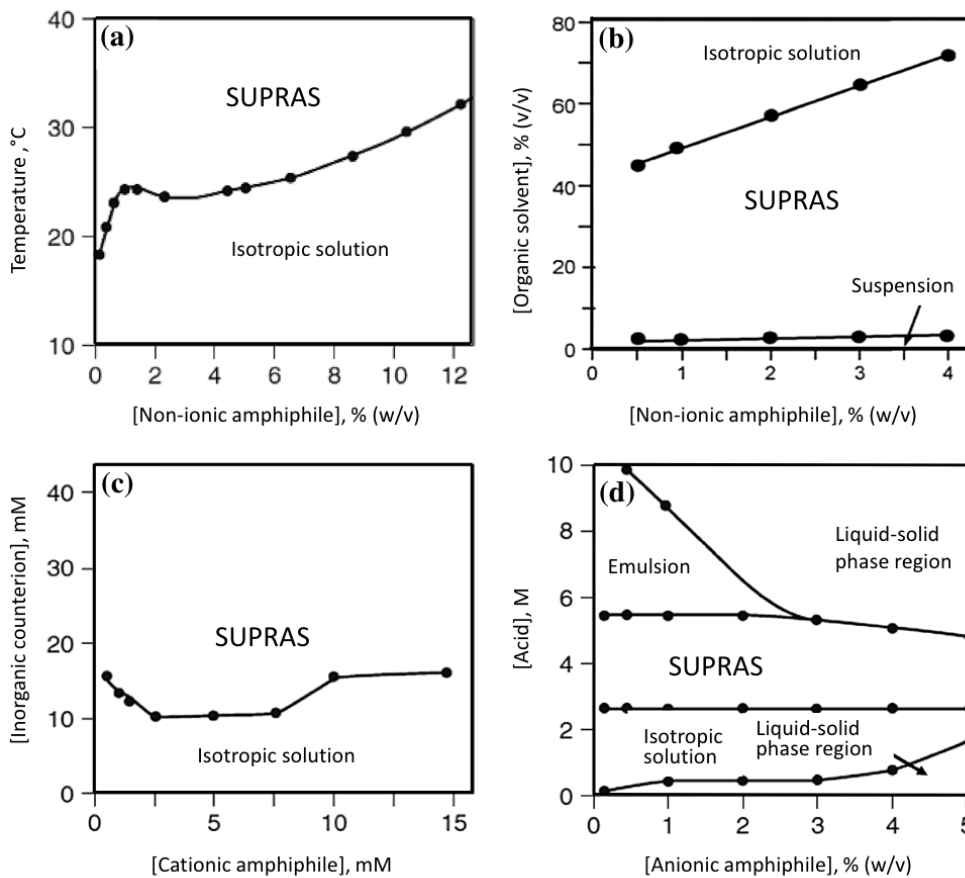 (a)
40
30
20
10
Temperature ,°C
SUPRAS
Isotropic solution
0 2 4 6 8 10 12
[Non-ionic amphiphile], % (w/v)
(b)
80
60
40
20
0
[Organic solvent], % (v/v)
Isotropic solution
SUPRAS
Suspension
0 1 2 3 4
[Non-ionic amphiphile], % (w/v)
(c)
40
30
20
10
0
[Inorganic counterion], mM
SUPRAS
Isotropic solution
0 5 10 15
[Cationic amphiphile], mM
(d)
10
8
6
4
2
0
[Acid], M
Liquid-solid
phase region
Emulsion
SUPRAS
Isotropic
solution
Liquid-solid
phase region
0 1 2 3 4 5
[Anionic amphiphile], % (w/v)